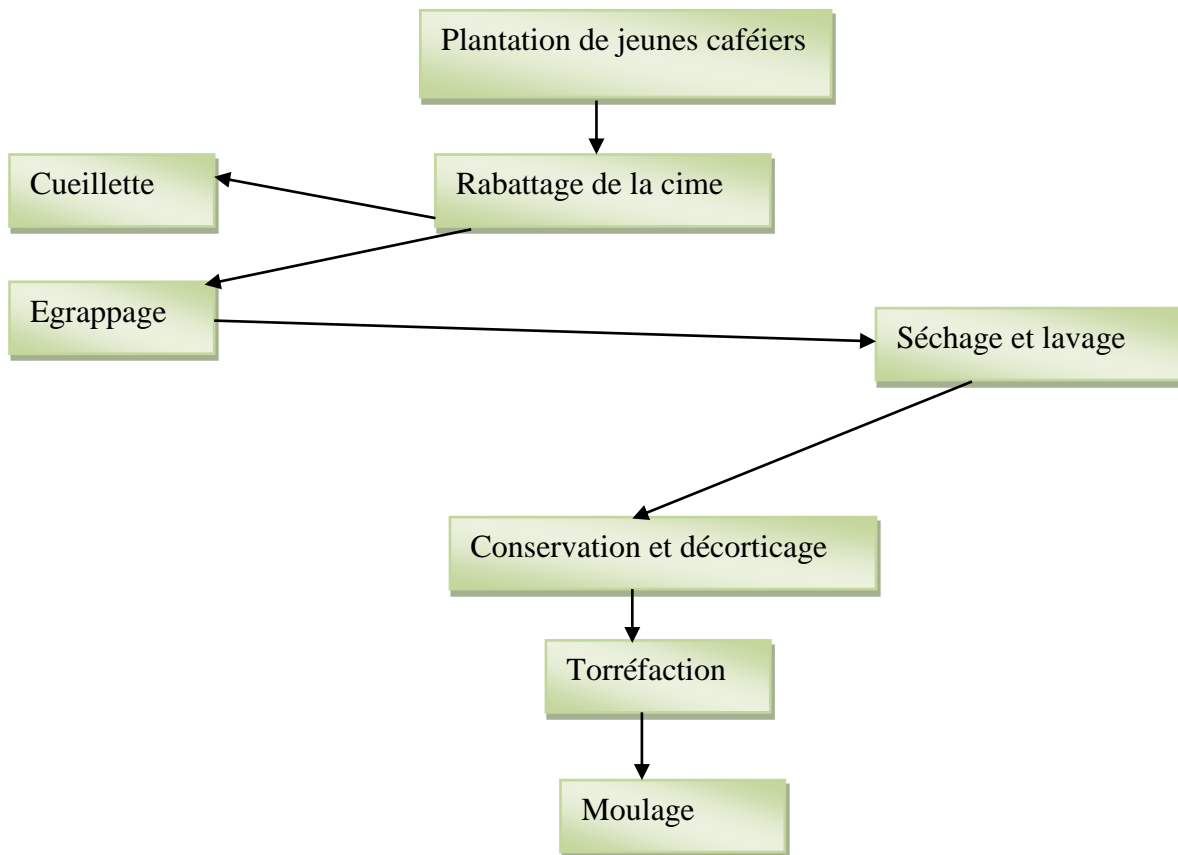 Plantation de jeunes caféiers
Rabattage de la cime
Cueillette
Egrappage
Séchage et lavage
Conservation et décorticage
Torréfaction
Moulage